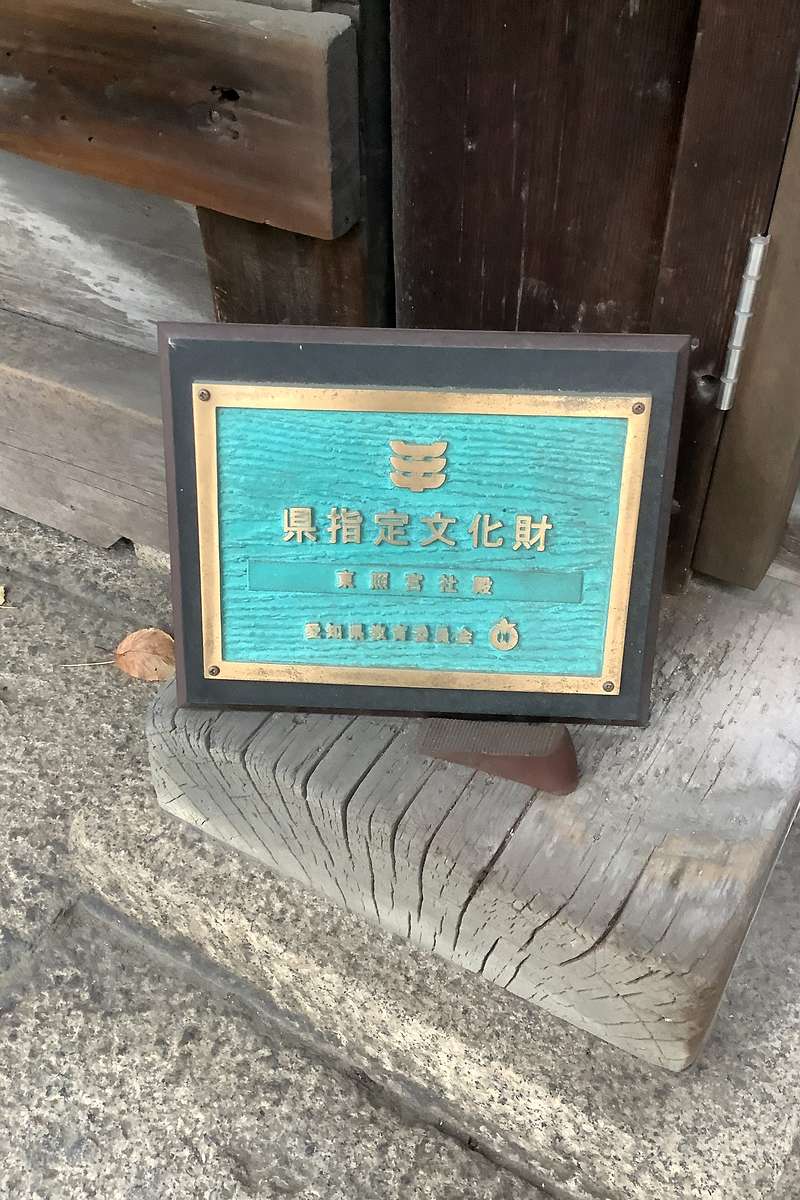 県指定文化財
東照宮社殿
愛知県教育委員会